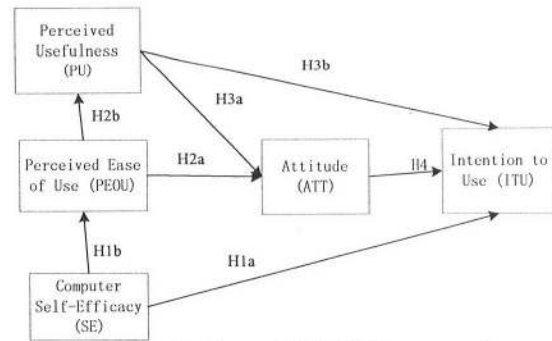 Perceived
Usefulness
(PU)
H3b
H3a
H2b
Perceived Ease
of Use (PEOU)
H2a
Attitude
(ATT)
H4
Intention to
Use (ITU)
H1b
H1a
Computer
Self-Efficacy
(SE)